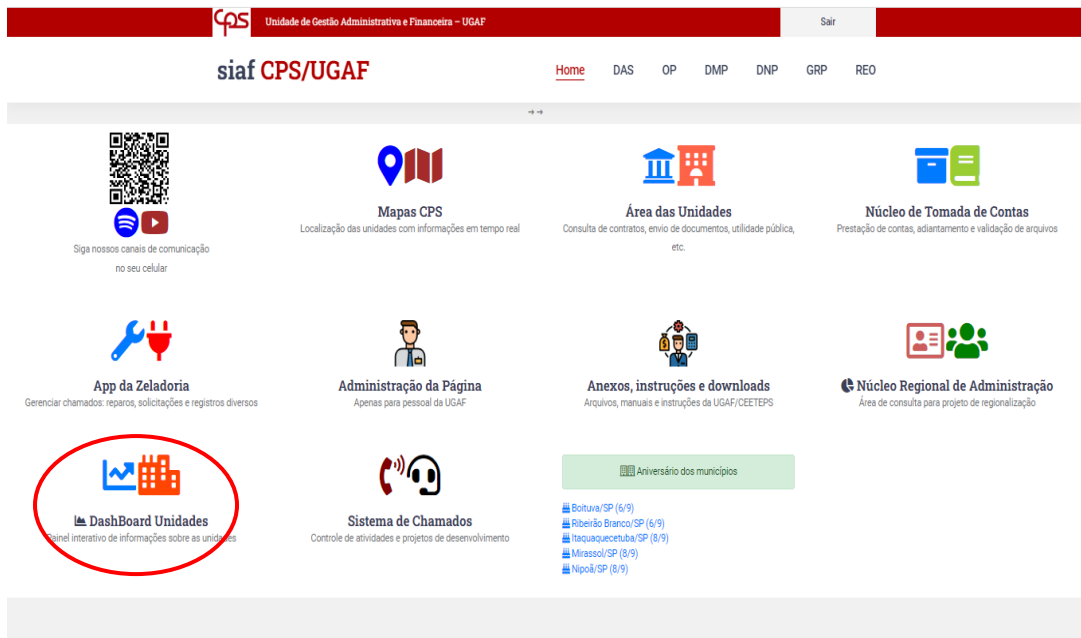 cps Unidade de Gestão Administrativa e Financeira – UGAF Sair
siaf CPS/UGAF Home DAS OP DMP DNP GRP REO
Siga nossos canais de comunicação
no seu celular
Mapas CPS
Localização das unidades com informações em tempo real
Área das Unidades
Consulta de contratos, envio de documentos, utilidade pública,
etc.
Núcleo de Tomada de Contas
Prestação de contas, adiantamento e validação de arquivos
App da Zeladoria
Gerenciar chamados: reparos, solicitações e registros diversos
Administração da Página
Apenas para pessoal da UGAF
Anexos, instruções e downloads
Arquivos, manuais e instruções da UGAF/CEETEPS
Núcleo Regional de Administração
Área de consulta para projeto de regionalização
DashBoard Unidades
Painel interativo de informações sobre as unidades
Sistema de Chamados
Controle de atividades e projetos de desenvolvimento
Aniversário dos municípios
Boituva/SP (6/9)
Ribeirão Branco/SP (6/9)
Itaquaquecetuba/SP (8/9)
Mirassol/SP (8/9)
Nipoã/SP (8/9)